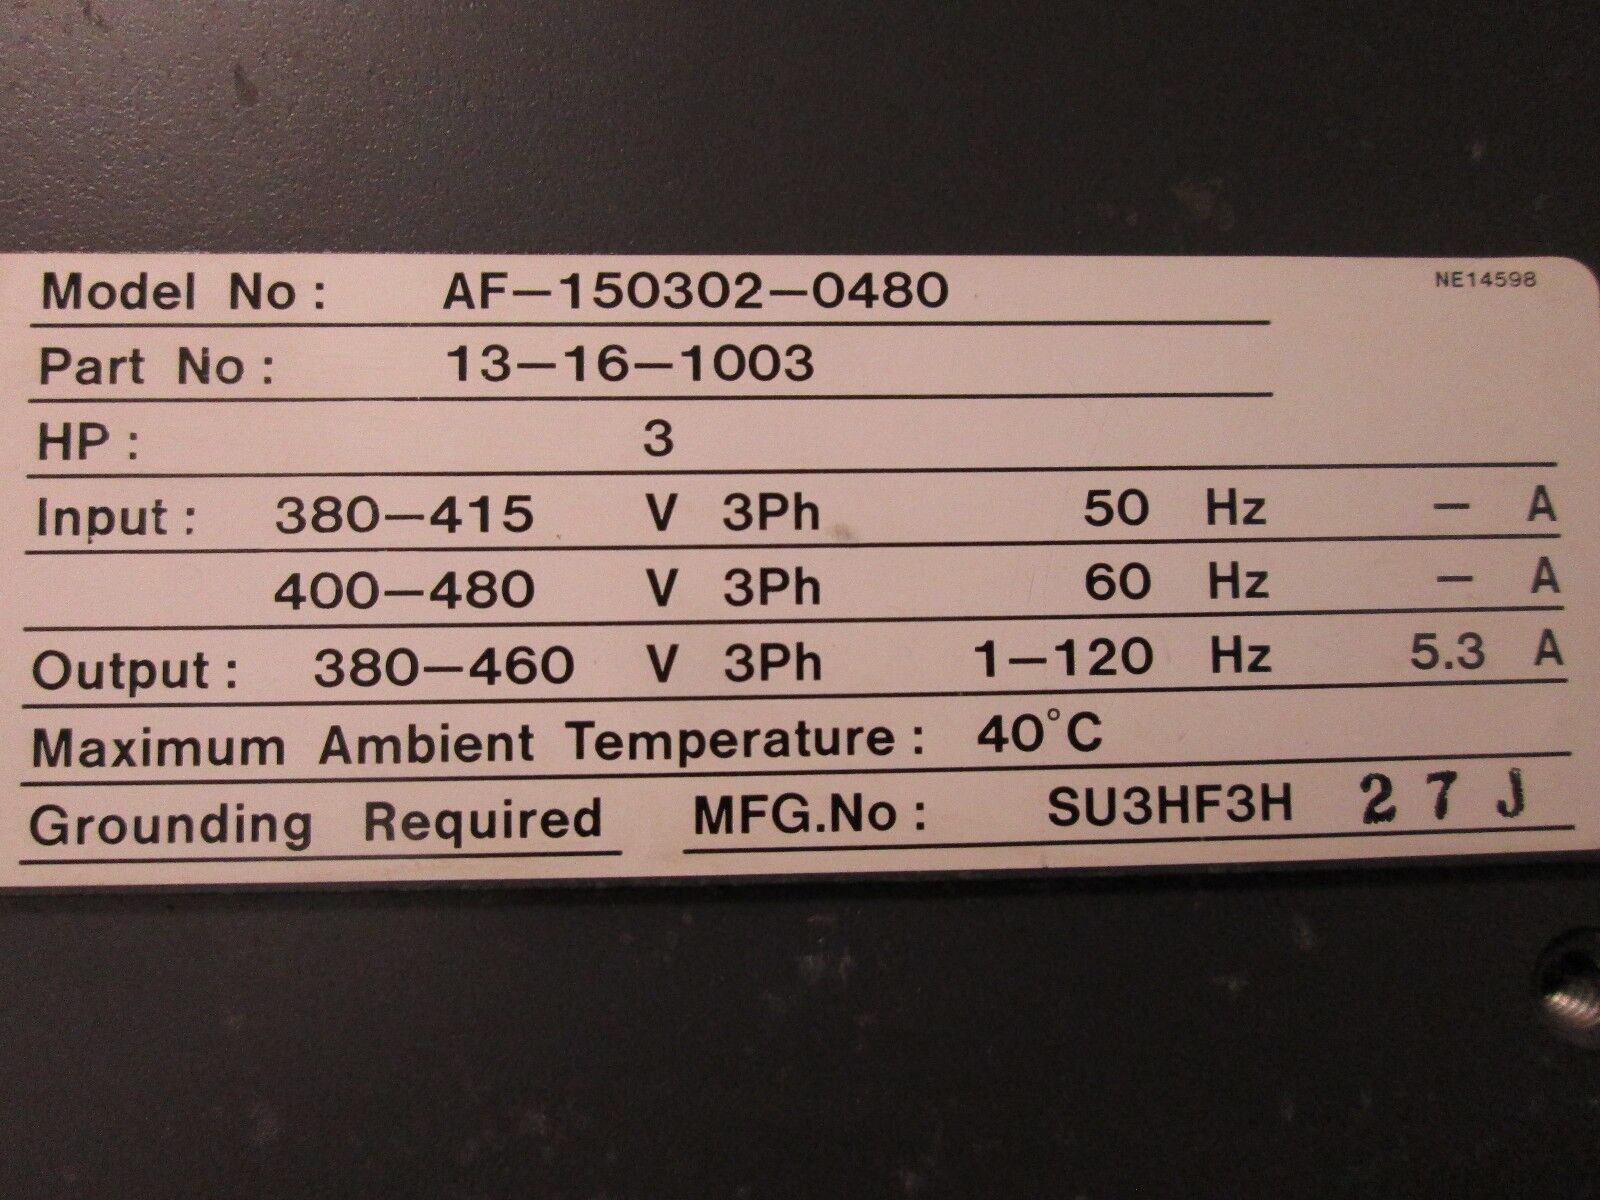 Model No: AF-150302-0480 NE14598
Part No: 13-16-1003
HP: 3
Input: 380-415 V 3Ph 50 Hz - A
400-480 V 3Ph 60 Hz - A
Output: 380-460 V 3Ph 1-120 Hz 5.3 A
Maximum Ambient Temperature: 40°C
Grounding Required MFG.No: SU3HF3H 27J